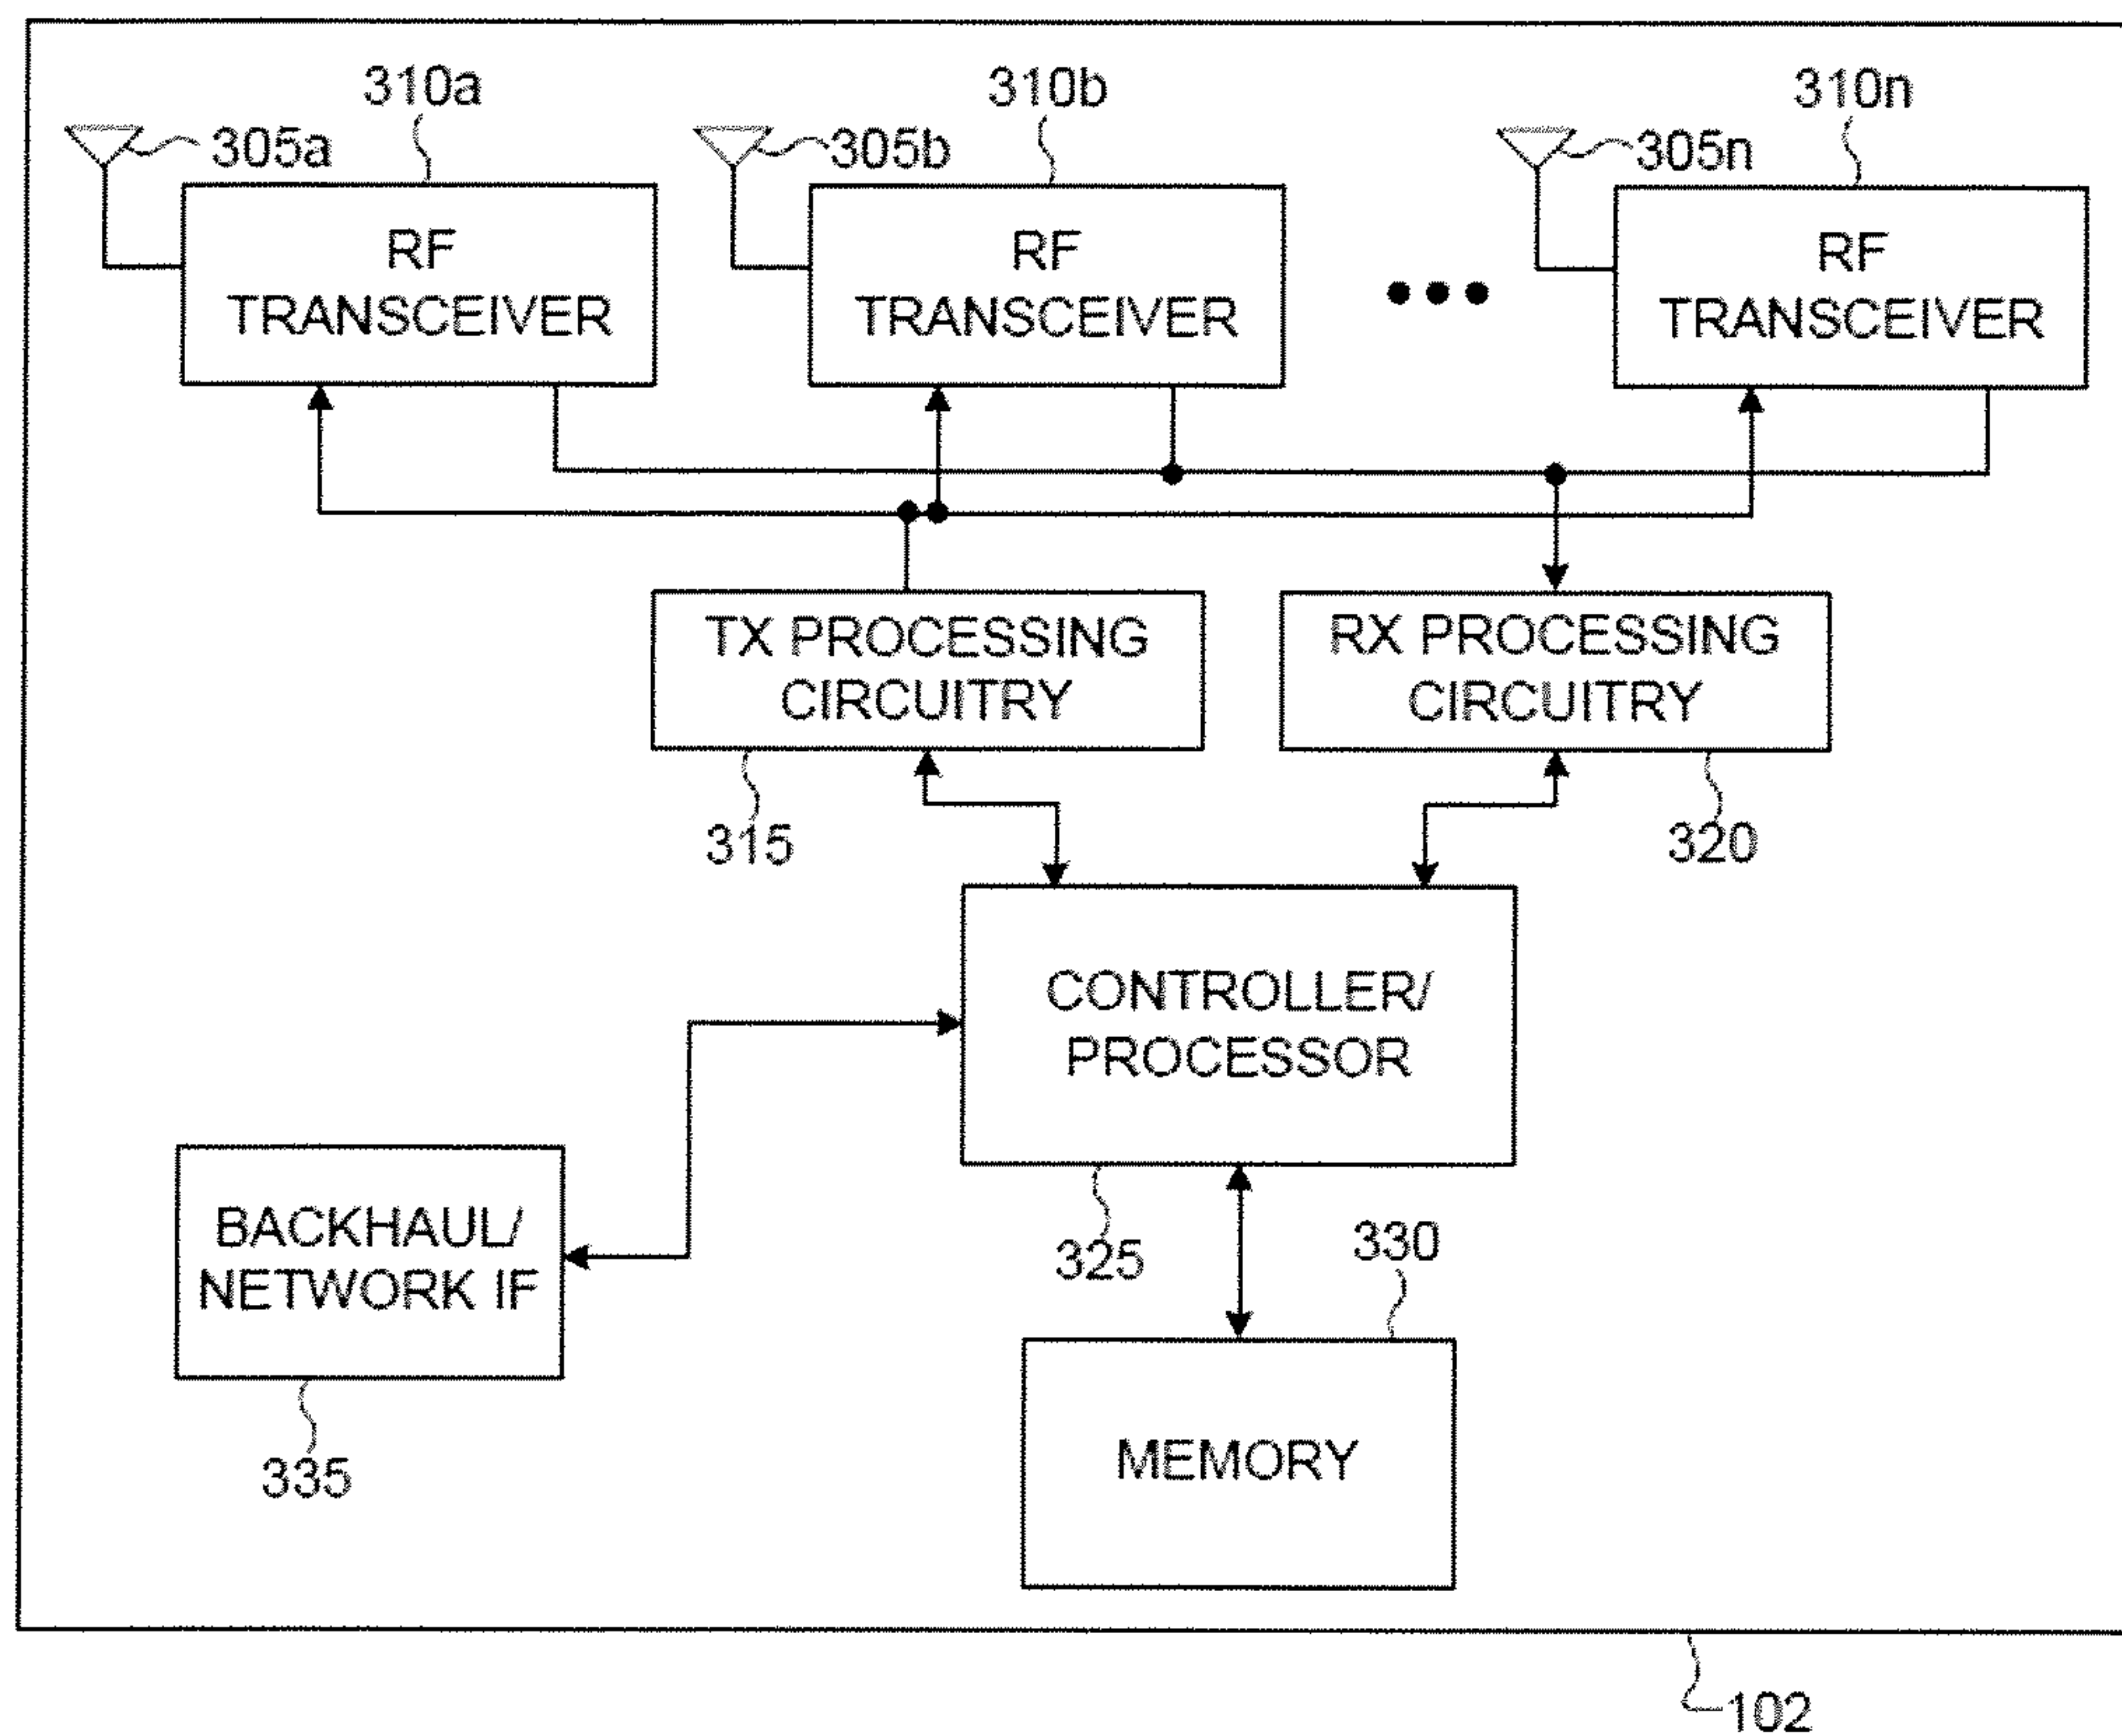 310a
310b
310n
305a
305b
305n
RF
TRANSCEIVER
RF
TRANSCEIVER
RF
TRANSCEIVER
TX PROCESSING
CIRCUITRY
RX PROCESSING
CIRCUITRY
315
320
CONTROLLER/
PROCESSOR
BACKHAUL/
NETWORK IF
325
330
335
MEMORY
102